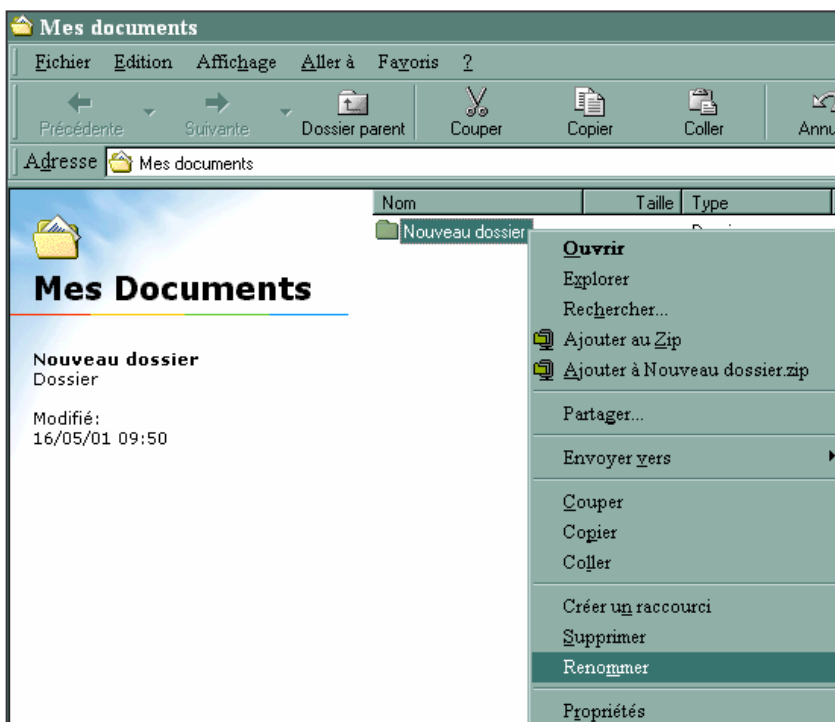 Mes documents
Fichier Edition Affichage Aller à Favoris ?
Précédente Suivante Dossier parent Couper Copier Coller
Adresse Mes documents
Nom Taille Type
Nouveau dossier
Mes Documents
Nouveau dossier
Dossier
Modifié:
16/05/01 09:50
Ouvrir
Explorer
Rechercher...
Ajouter au Zip
Ajouter à Nouveau dossier.zip
Partager...
Envoyer vers
Couper
Copier
Coller
Créer un raccourci
Supprimer
Renommer
Propriétés